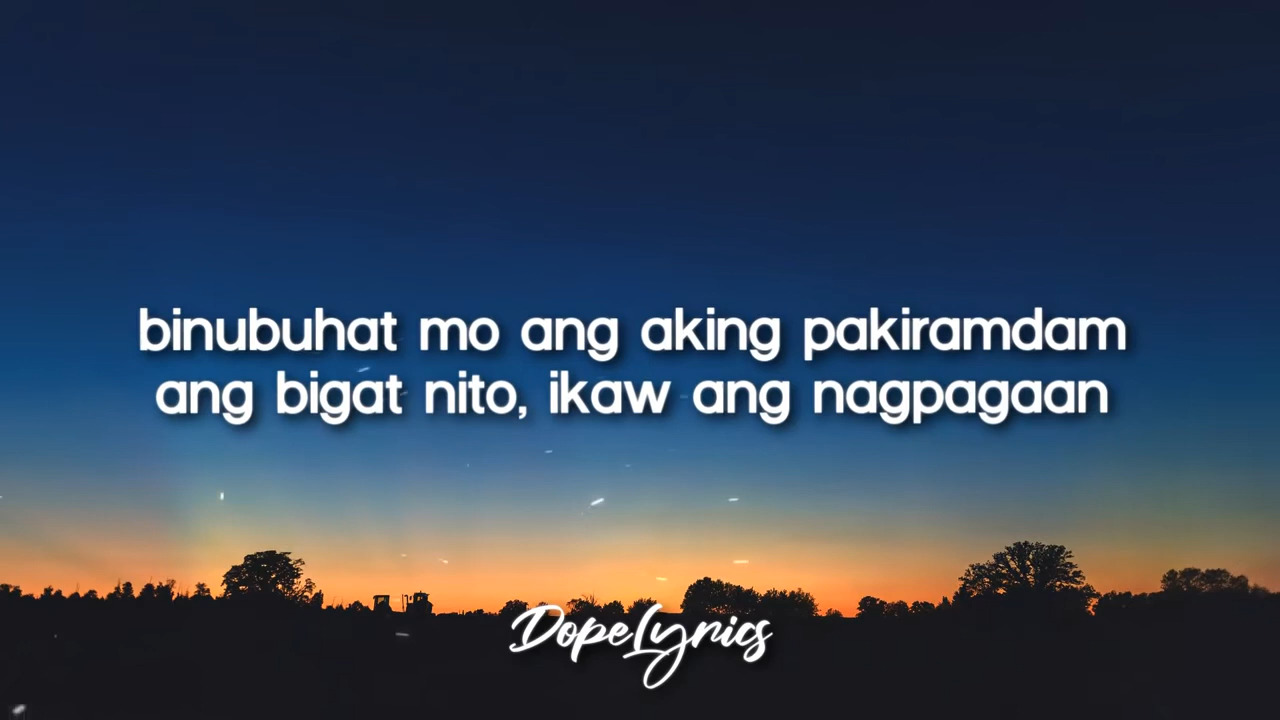 binubuhat mo ang aking pakiramdam
ang bigat nito, ikaw ang nagpagaan
DopeLyrics